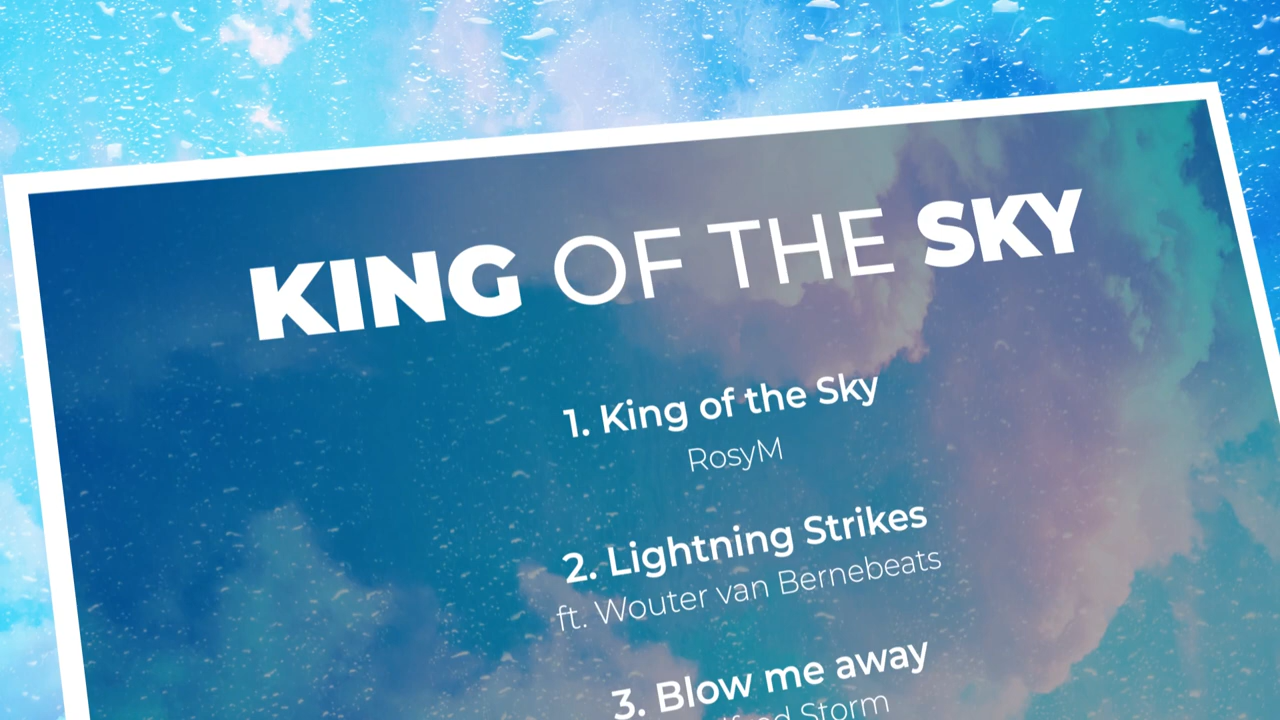 KING OF THE SKY
1. King of the Sky
RosyM
2. Lightning Strikes
ft. Wouter van Bernebeats
3. Blow me away
Storm